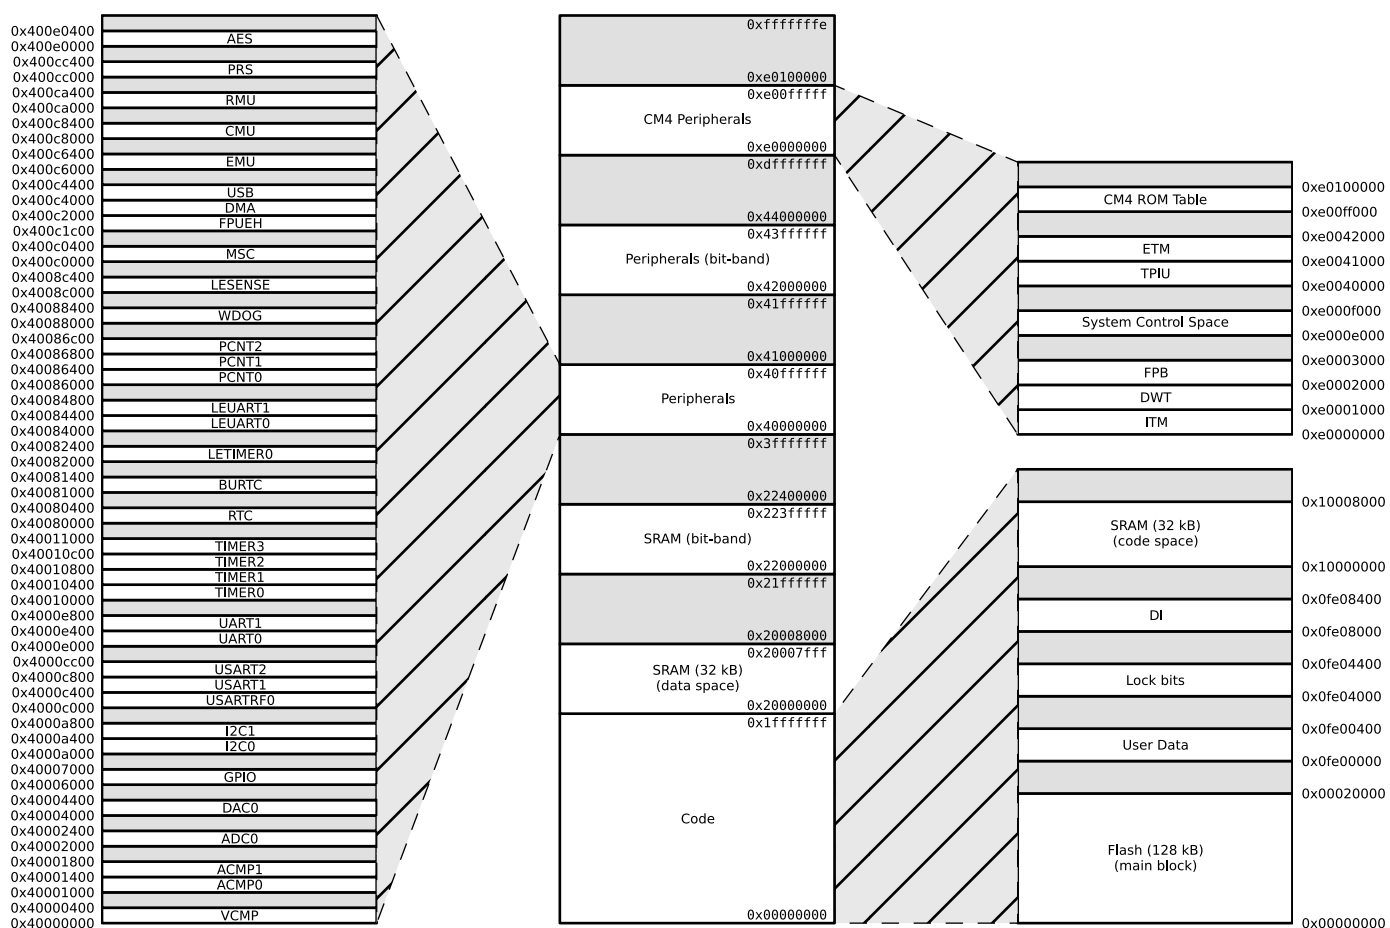 0x400e0400
AES
0x400e0000
0x400cc400
PRS
0x400cc000
0x400ca400
RMU
0x400ca000
0x400c8400
CMU
0x400c8000
0x400c6400
EMU
0x400c6000
0x400c4400
USB
0x400c4000
DMA
0x400c2000
FPUEH
0x400c1c00
0x400c0400
MSC
0x400c0000
0x4008c400
LESENSE
0x4008c000
0x40088400
WDOG
0x40088000
0x40086c00
PCNT2
0x40086800
PCNT1
0x40086400
PCNT0
0x40086000
0x40084800
LEUART1
0x40084400
LEUART0
0x40084000
0x40082400
LETIMER0
0x40082000
0x40081400
BURTC
0x40081000
0x40080400
RTC
0x40080000
0x40011000
TIMER3
0x40010c00
TIMER2
0x40010800
TIMER1
0x40010400
TIMER0
0x40010000
0x4000e800
UART1
0x4000e400
UART0
0x4000e000
0x4000cc00
USART2
0x4000c800
USART1
0x4000c400
USARTRF0
0x4000c000
0x4000a800
I2C1
0x4000a400
I2C0
0x4000a000
0x40007000
GPIO
0x40006000
0x40004400
DAC0
0x40004000
0x40002400
ADC0
0x40002000
0x40001800
ACMP1
0x40001400
ACMP0
0x40001000
0x40000400
VCMP
0x40000000
0xfffffffe
0xe0100000
0xe00fffff
CM4 Peripherals
0xe0000000
0xdfffffff
0x44000000
0x43ffffff
Peripherals (bit-band)
0x42000000
0x41ffffff
0x41000000
0x40ffffff
Peripherals
0x40000000
0x3fffffff
0x22400000
0x223fffff
SRAM (bit-band)
0x22000000
0x21ffffff
0x20008000
0x20007fff
SRAM (32 kB)
(data space)
0x20000000
0x1fffffff
Code
0x00000000
0xe0100000
CM4 ROM Table
0xe00ff000
0xe0042000
ETM
0xe0041000
TPIU
0xe0040000
0xe000f000
System Control Space
0xe000e000
0xe0003000
FPB
0xe0002000
DWT
0xe0001000
ITM
0xe0000000
0x10008000
SRAM (32 kB)
(code space)
0x10000000
0x0fe08400
DI
0x0fe08000
0x0fe04400
Lock bits
0x0fe04000
0x0fe00400
User Data
0x0fe00000
0x00020000
Flash (128 kB)
(main block)
0x00000000